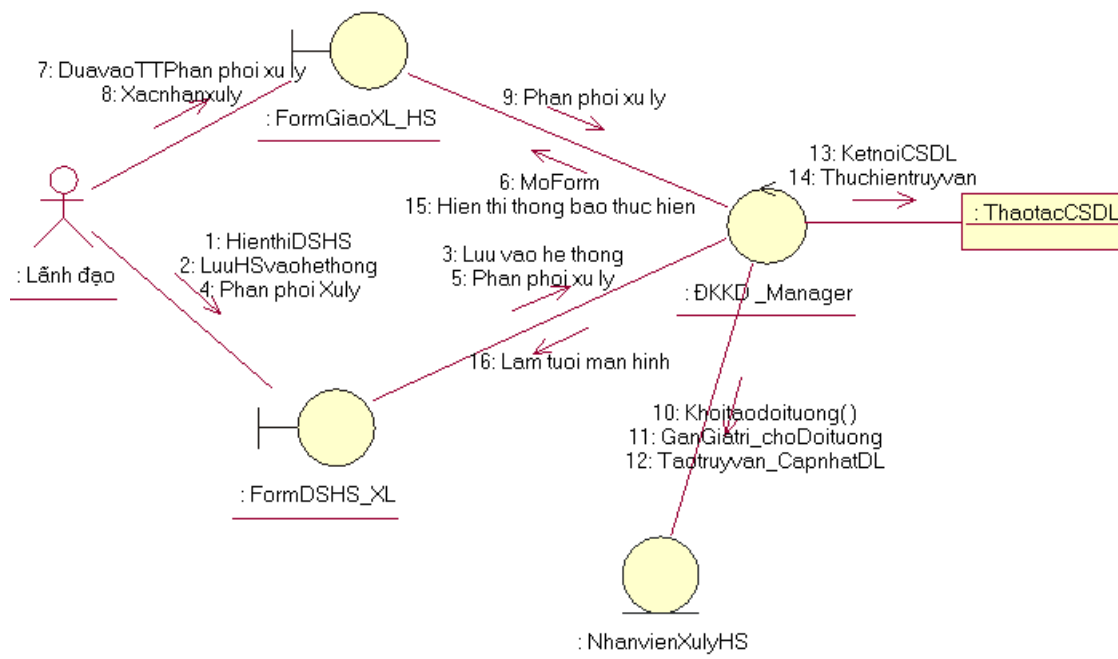 7: DuavaoTTPhan phoi xu ly
8: Xacnhanxuly
: FormGiaoXL_HS
9: Phan phoi xu ly
6: MoForm
15: Hien thi thong bao thuc hien
13: KetnoiCSDL
14: Thuchientruyvan
: ThaotacCSDL
: Lãnh đạo
1: HienthiDSHS
2: LuuHSvaohethong
4: Phan phoi Xuly
3: Luu vao he thong
5: Phan phoi xu ly
: ĐKKD _Manager
16: Lam tuoi man hinh
10: Khoitaodoituong( )
11: GanGiatri_choDoituong
12: Taotruyvan_CapnhatDL
: FormDSHS_XL
: NhanvienXulyHS